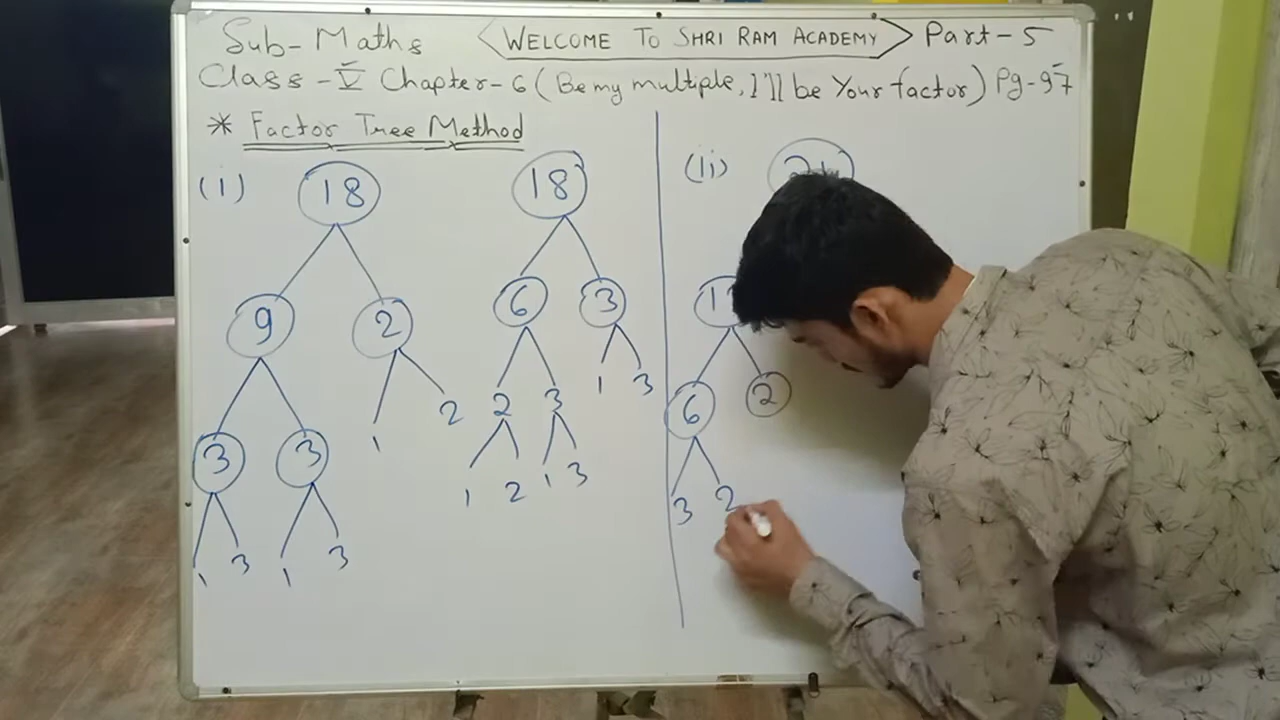 Sub- Maths WELCOME TO SHRI RAM ACADEMY Part-5
Class-V Chapter-6 (Be my multiple, I'll be Your factor) Pg-97
* Factor Tree Method
(i) 18 18 (ii)
9 2 6 3
6 2
1 2 2 3 1 3
3 3
1 2 1 3 3 2
1 3 1 3